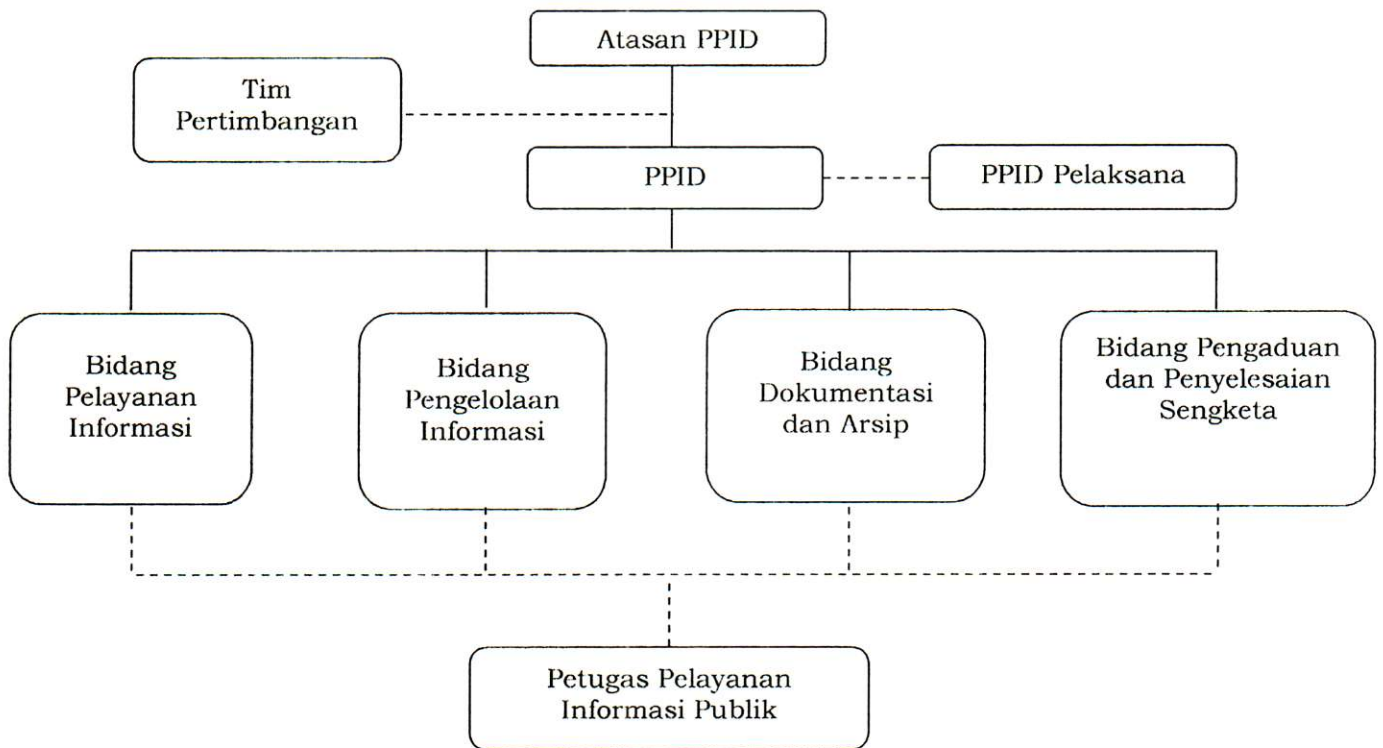 Atasan PPID
Tim
Pertimbangan
PPID
PPID Pelaksana
Bidang
Pelayanan
Informasi
Bidang
Pengelolaan
Informasi
Bidang
Dokumentasi
dan Arsip
Bidang Pengaduan
dan Penyelesaian
Sengketa
Petugas Pelayanan
Informasi Publik